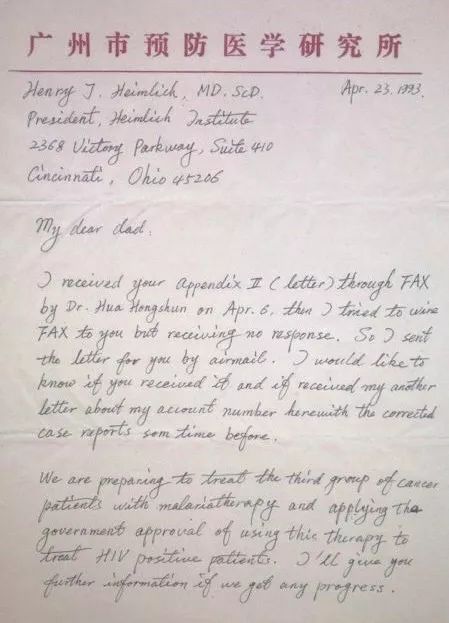 广州市预防医学研究所
Henry J. Heimlich, MD. ScD. Apr. 23. 1993.
President, Heimlich Institute
2368 Victory Parkway, Suite 410
Cincinnati, Ohio 45206
My dear dad:
I received your Appendix II (letter) through FAX
by Dr. Hua Hongshun on Apr. 6, then I tried to wire
FAX to you but receiving no response. So I sent
the letter for you by airmail. I would like to
know if you received it and if received my another
letter about my account number herewith the corrected
case reports som time before.
We are preparing to treat the third group of cancer
patients with malariatherapy and applying the
government approval of using this therapy to
treat HIV positive patients. I'll give you
further information if we got any progress.